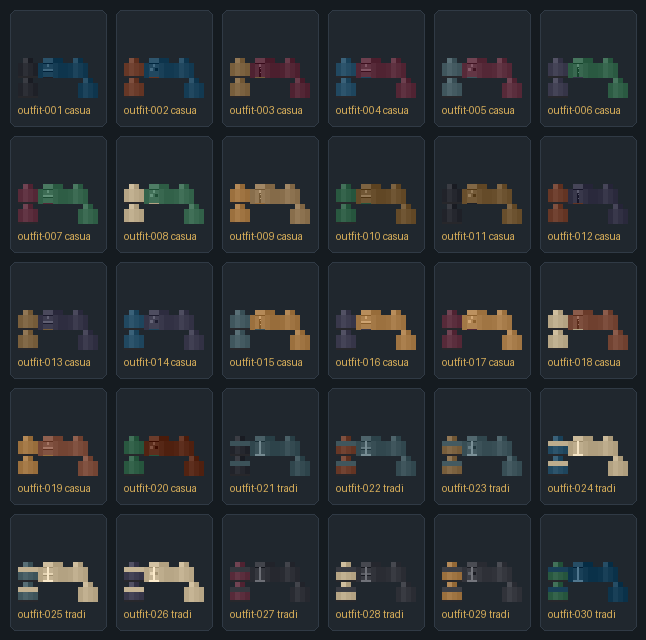 outfit-001 casua
outfit-002 casua
outfit-003 casua
outfit-004 casua
outfit-005 casua
outfit-006 casua
outfit-007 casua
outfit-008 casua
outfit-009 casua
outfit-010 casua
outfit-011 casua
outfit-012 casua
outfit-013 casua
outfit-014 casua
outfit-015 casua
outfit-016 casua
outfit-017 casua
outfit-018 casua
outfit-019 casua
outfit-020 casua
outfit-021 tradi
outfit-022 tradi
outfit-023 tradi
outfit-024 tradi
outfit-025 tradi
outfit-026 tradi
outfit-027 tradi
outfit-028 tradi
outfit-029 tradi
outfit-030 tradi